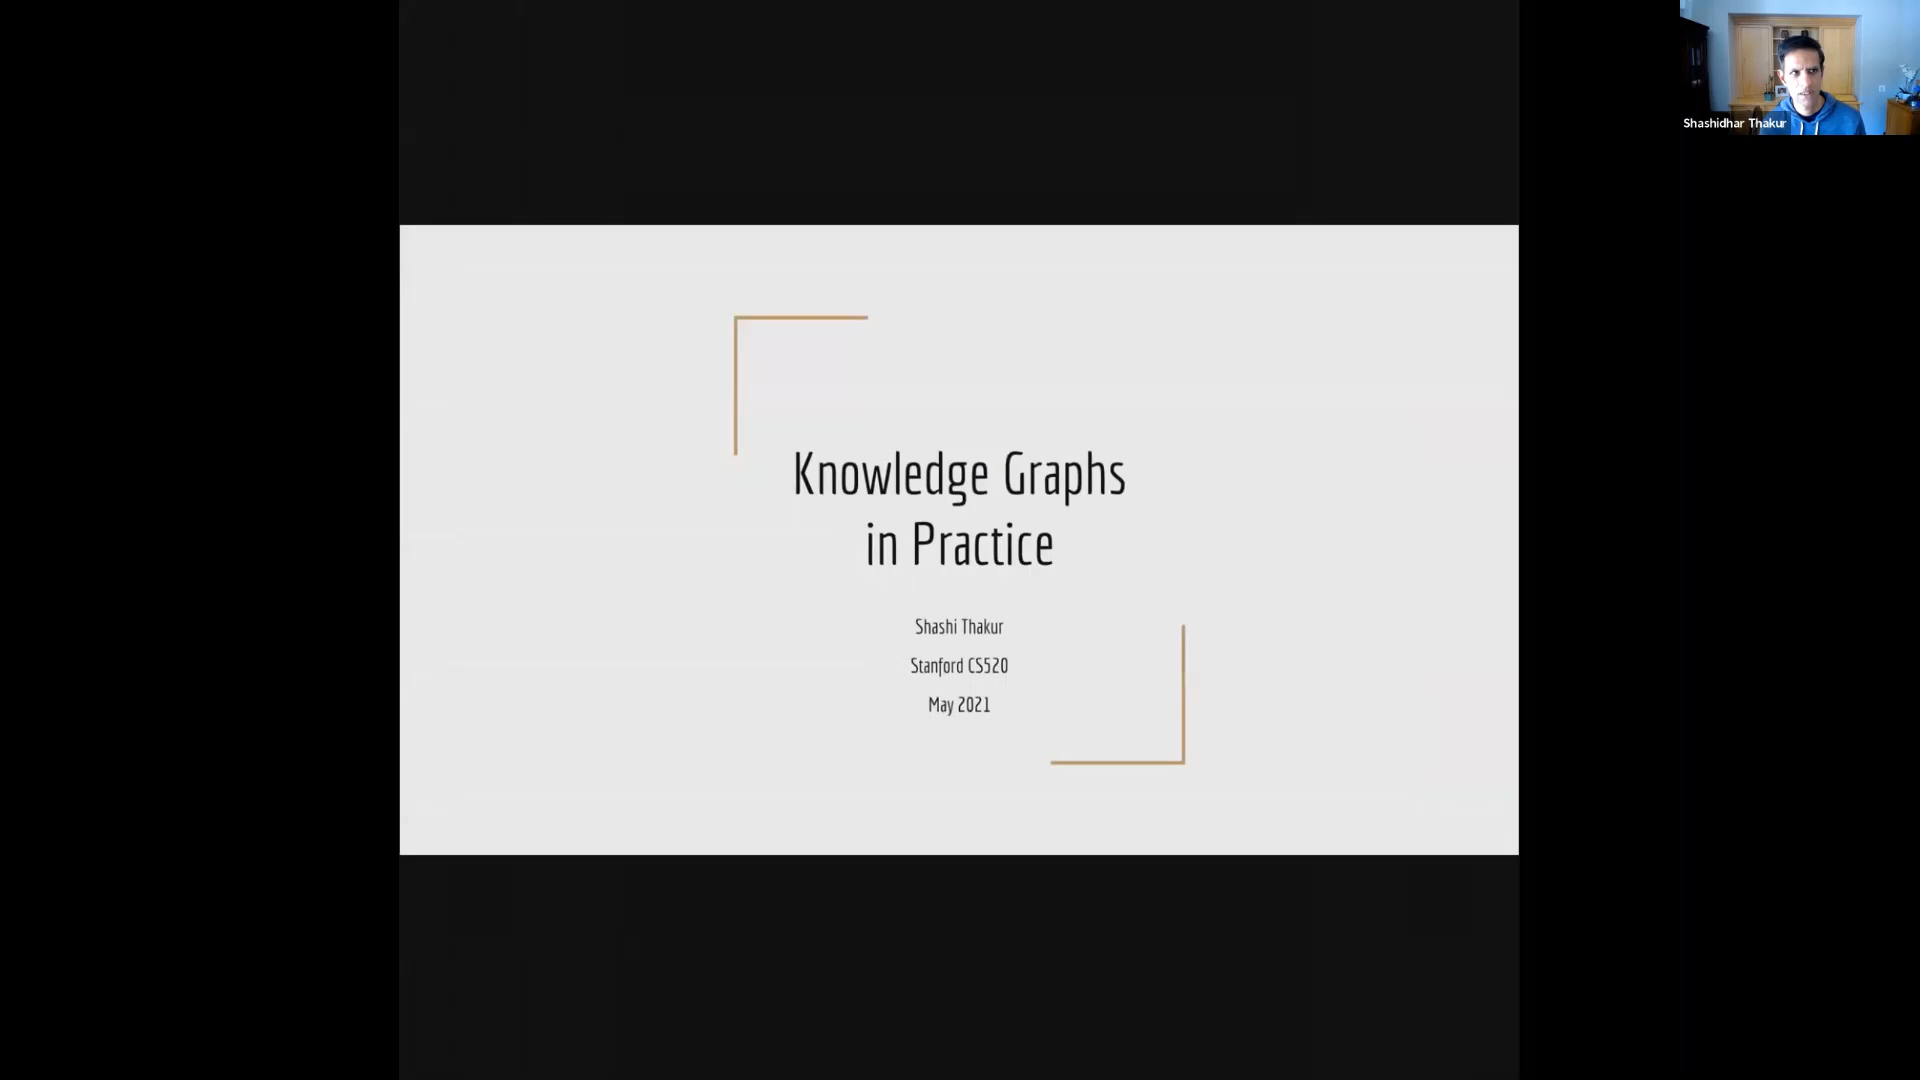 Knowledge Graphs
in Practice
Shashi Thakur
Stanford CS520
May 2021
Shashidhar Thakur